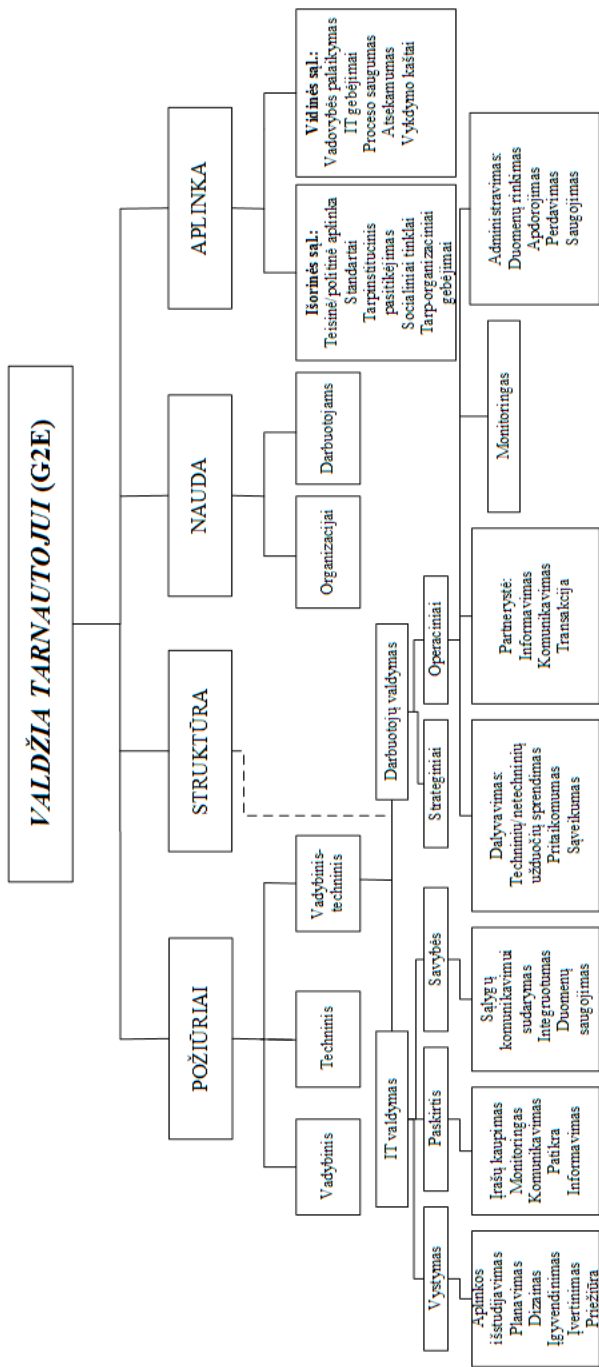 VALDŽIA TARNAUTOJUI (G2E)
POŽIŪRIAI
STRUKTŪRA
NAUDA
APLINKA
Vadybinis
Techninis
Vadybinis-
techninis
Organizacijai
Darbuotojams
Išorinės sąl.:
Teisinė/politinė aplinka
Standartai
Tarpinstitucinis
pasitikėjimas
Socialiniai tinklai
Tarp-organizaciniai
gebėjimai
Vidinės sąl.:
Vadovybės palaikymas
IT gebėjimai
Proceso saugumas
Atsekamumas
Vykdymo kaštai
IT valdymas
Darbuotojų valdymas
Vystymas
Paskirtis
Savybės
Strateginiai
Operaciniai
Aplinkos
išstudijavimas
Planavimas
Dizainas
Įgyvendinimas
Įvertinimas
Priežiūra
Įrašų kaupimas
Monitoringas
Komunikavimas
Patikra
Informavimas
Sąlygų
komunikavimui
sudarymas
Integruotumas
Duomenų
saugojimas
Dalyvavimas:
Techninių/netechninių
užduočių sprendimas
Pritaikomumas
Sąveikumas
Partnerystė:
Informavimas
Komunikavimas
Transakcija
Monitoringas
Administravimas:
Duomenų rinkimas
Apdorojimas
Perdavimas
Saugojimas